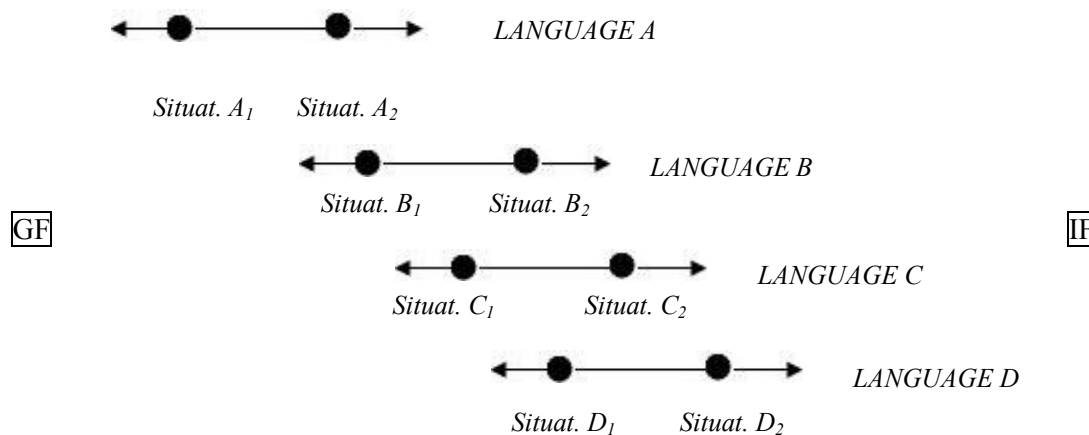 LANGUAGE A
Situat. A₁ Situat. A₂
LANGUAGE B
Situat. B₁ Situat. B₂
GF IF
LANGUAGE C
Situat. C₁ Situat. C₂
LANGUAGE D
Situat. D₁ Situat. D₂